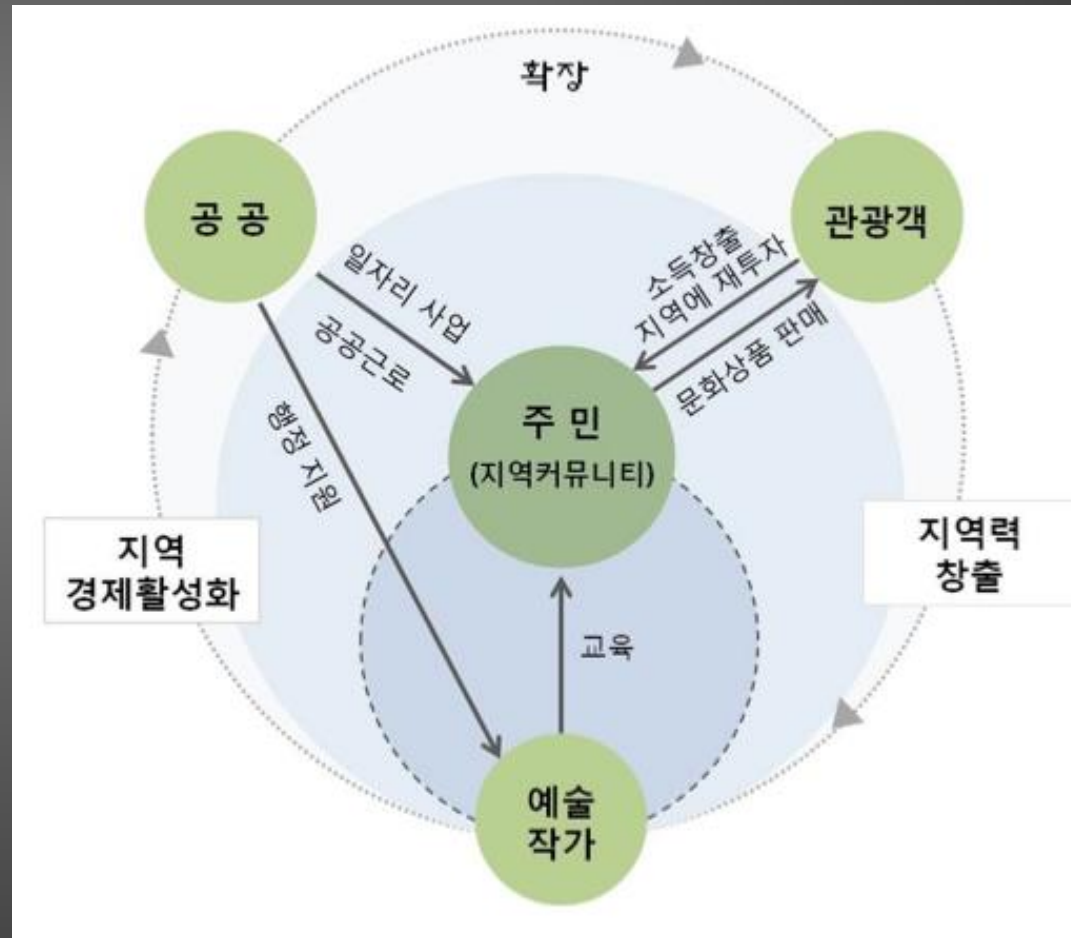 확장
공 공
관광객
일자리 사업
공공근로
소득창출
지역에 재투자
문화상품 판매
행정 지원
주 민
(지역커뮤니티)
지역
경제활성화
지역력
창출
교육
예술
작가